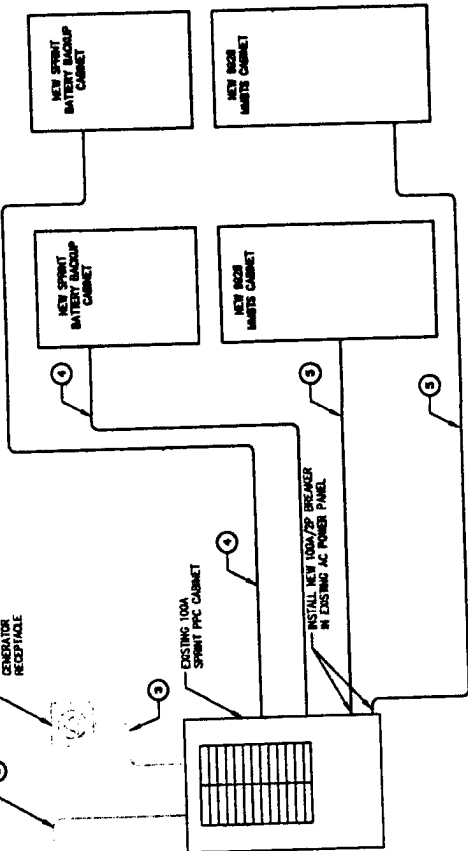 NEW SPRINT
BATTERY BACKUP
CABINET
NEW 9928
MMBTS CABINET
NEW SPRINT
BATTERY BACKUP
CABINET
NEW 9928
MMBTS CABINET
GENERATOR
RECEPTACLE
4
5
5
4
3
EXISTING 100A
SPRINT PPC CABINET
INSTALL NEW 100A/2P BREAKER
IN EXISTING AC POWER PANEL